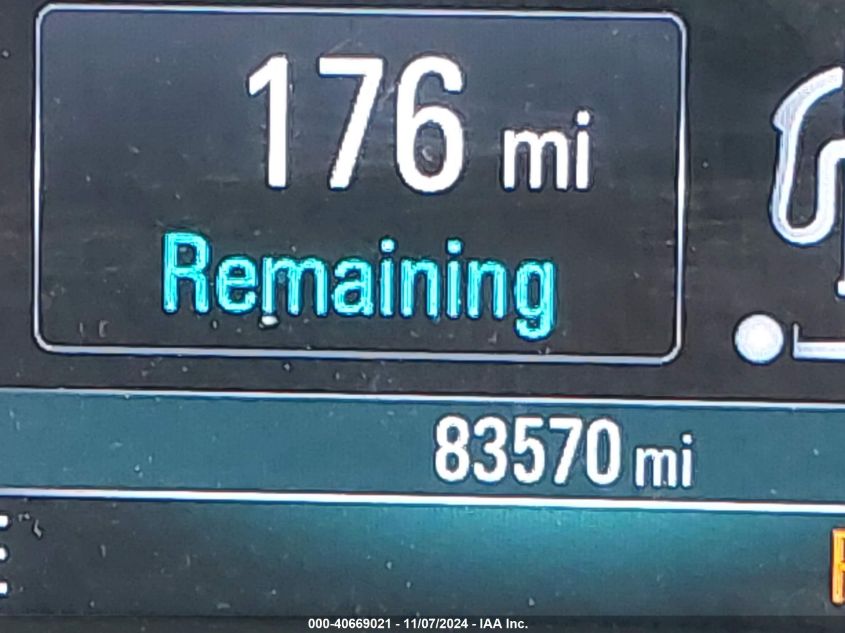 176 mi
Remaining
83570 mi
000-40669021 - 11/07/2024 - IAA Inc.